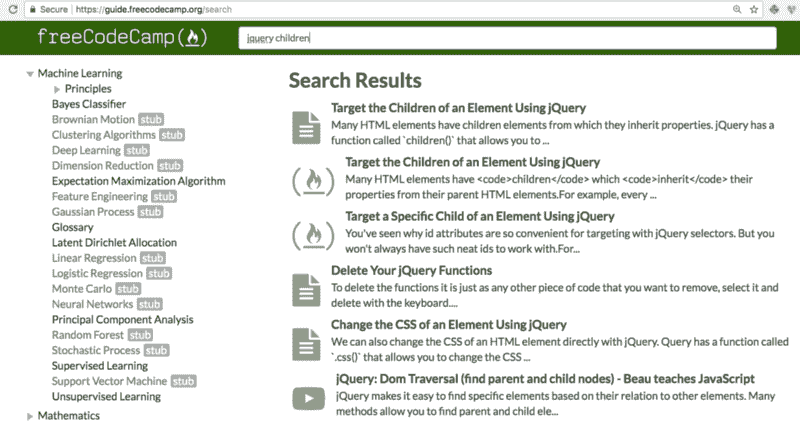 Secure
https://guide.freecodecamp.org/search
freeCodeCamp
jquery children
Machine Learning
Principles
Bayes Classifier
Brownian Motion stub
Clustering Algorithms stub
Deep Learning stub
Dimension Reduction stub
Expectation Maximization Algorithm
Feature Engineering stub
Gaussian Process stub
Glossary
Latent Dirichlet Allocation
Linear Regression stub
Logistic Regression stub
Monte Carlo stub
Neural Networks stub
Principal Component Analysis
Random Forest stub
Stochastic Process stub
Supervised Learning
Support Vector Machine stub
Unsupervised Learning
Mathematics
Search Results
Target the Children of an Element Using jQuery
Many HTML elements have children elements from which they inherit properties. jQuery has a
function called `children()` that allows you to ...
Target the Children of an Element Using jQuery
Many HTML elements have <code>children</code> which <code>inherit</code> their
properties from their parent HTML elements.For example, every ...
Target a Specific Child of an Element Using jQuery
You've seen why id attributes are so convenient for targeting with jQuery selectors. But you
won't always have such neat ids to work with.For...
Delete Your jQuery Functions
To delete the functions it is just as any other piece of code that you want to remove, select it and
delete with the keyboard....
Change the CSS of an Element Using jQuery
We can also change the CSS of an HTML element directly with jQuery. Query has a function called
`.css()` that allows you to change the CSS ...
jQuery: Dom Traversal (find parent and child nodes) - Beau teaches JavaScript
jQuery makes it easy to find specific elements based on their relation to other elements. Many
methods allow you to find parent and child ele...